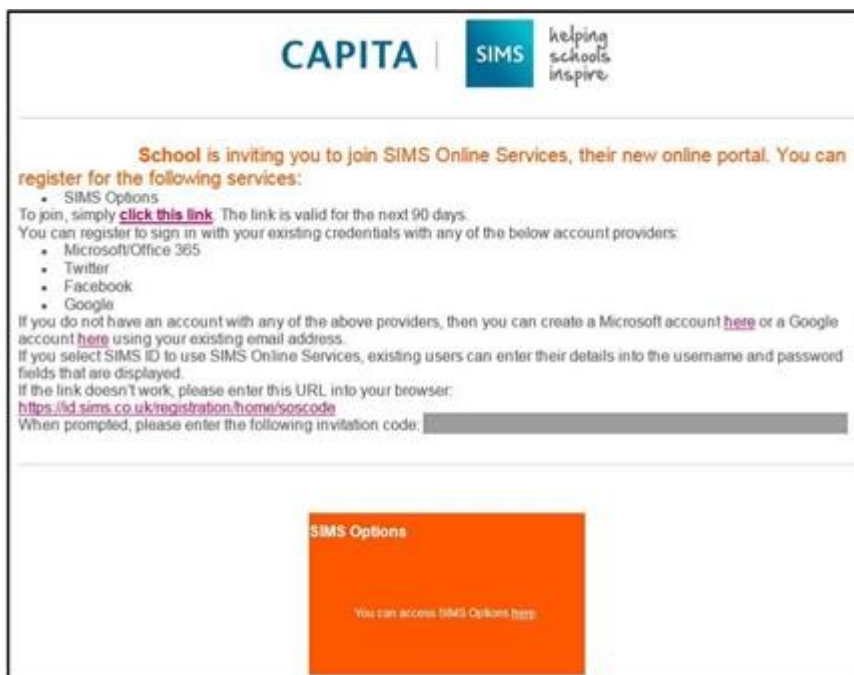 CAPITA
SIMS
helping
schools
inspire
School is inviting you to join SIMS Online Services, their new online portal. You can
register for the following services:
• SIMS Options
To join, simply click this link. The link is valid for the next 90 days.
You can register to sign in with your existing credentials with any of the below account providers:
• Microsoft/Office 365
• Twitter
• Facebook
• Google
If you do not have an account with any of the above providers, then you can create a Microsoft account here or a Google
account here using your existing email address.
If you select SIMS ID to use SIMS Online Services, existing users can enter their details into the username and password
fields that are displayed.
If the link doesn't work, please enter this URL into your browser:
https://id.sims.co.uk/registration/home/soscode
When prompted, please enter the following invitation code:
SIMS Options
You can access SIMS Options here